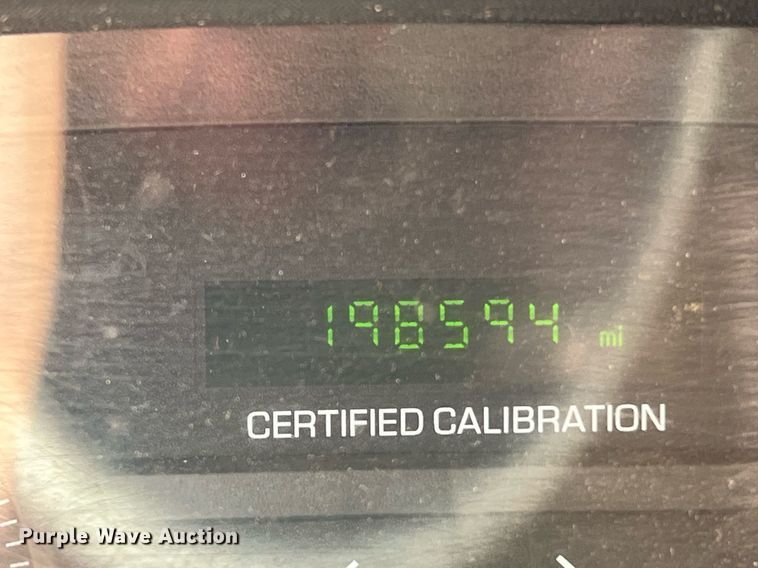 198594 mi
CERTIFIED CALIBRATION
Purple Wave Auction